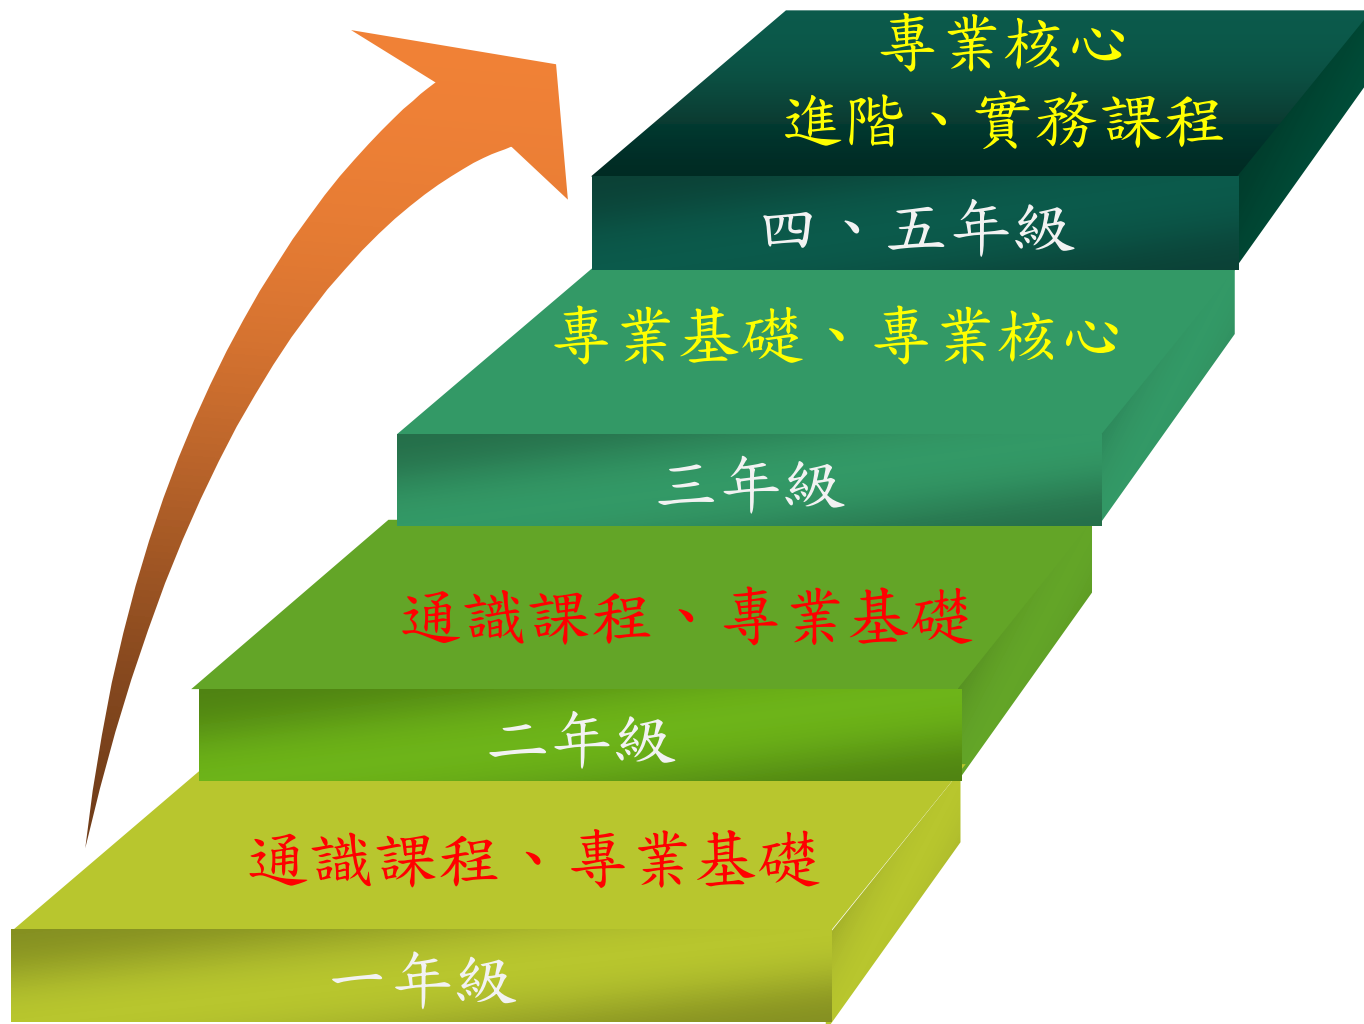 專業核心
進階、實務課程
四、五年級
專業基礎、專業核心
三年級
通識課程、專業基礎
二年級
通識課程、專業基礎
一年級